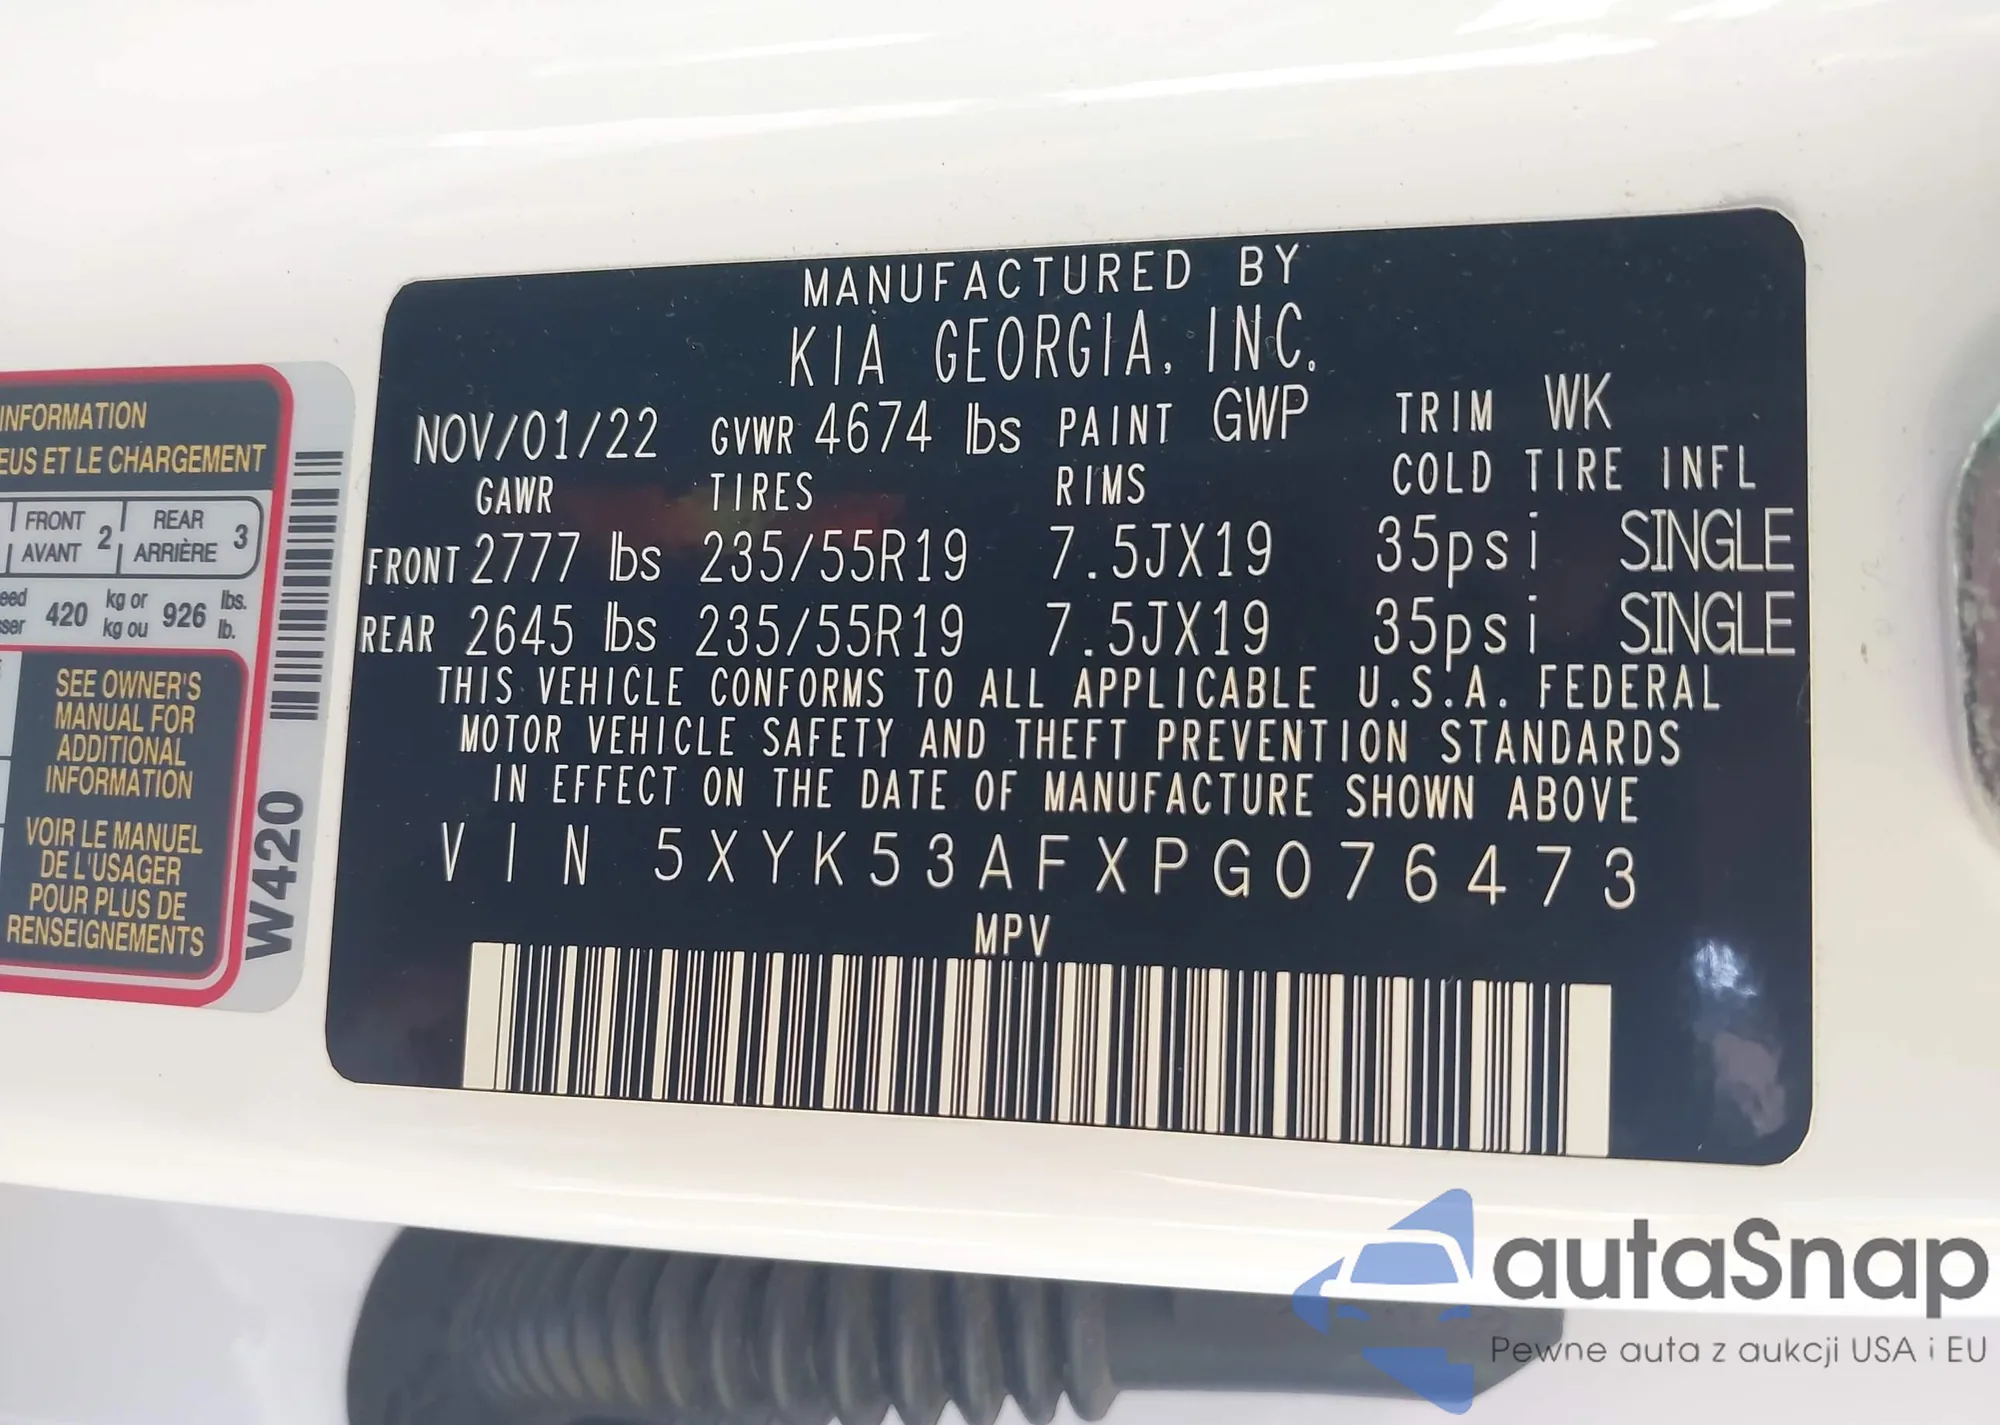 MANUFACTURED BY
KIA GEORGIA, INC.
NOV/01/22 GVWR 4674 lbs PAINT GWP TRIM WK
GAWR TIRES RIMS COLD TIRE INFL
FRONT 2777 lbs 235/55R19 7.5JX19 35psi SINGLE
REAR 2645 lbs 235/55R19 7.5JX19 35psi SINGLE
THIS VEHICLE CONFORMS TO ALL APPLICABLE U.S.A. FEDERAL
MOTOR VEHICLE SAFETY AND THEFT PREVENTION STANDARDS
IN EFFECT ON THE DATE OF MANUFACTURE SHOWN ABOVE
VIN 5XYK53AFXPG076473
MPV
INFORMATION
ET LE CHARGEMENT
FRONT 2 REAR 3
AVANT ARRIÈRE
420 kg or 926 lbs.
kg ou lb.
SEE OWNER'S
MANUAL FOR
ADDITIONAL
INFORMATION
VOIR LE MANUEL
DE L'USAGER
POUR PLUS DE
RENSEIGNEMENTS
W420
autaSnap
Pewne auta z aukcji USA i EU